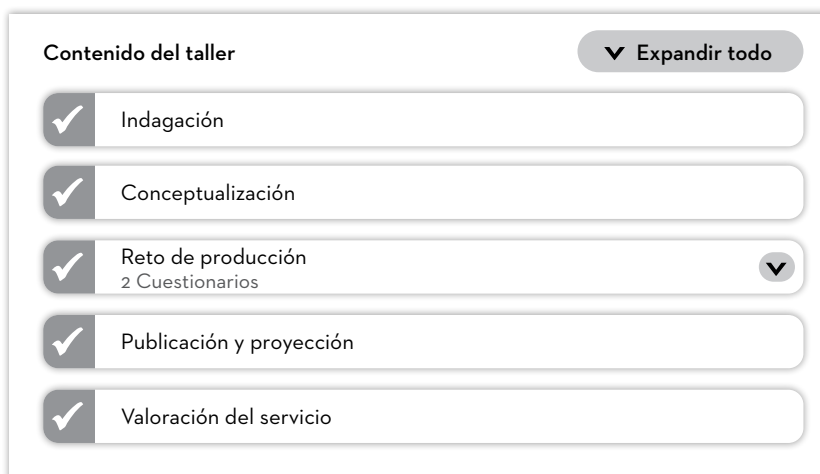 Contenido del taller
Expandir todo
Indagación
Conceptualización
Reto de producción
2 Cuestionarios
Publicación y proyección
Valoración del servicio